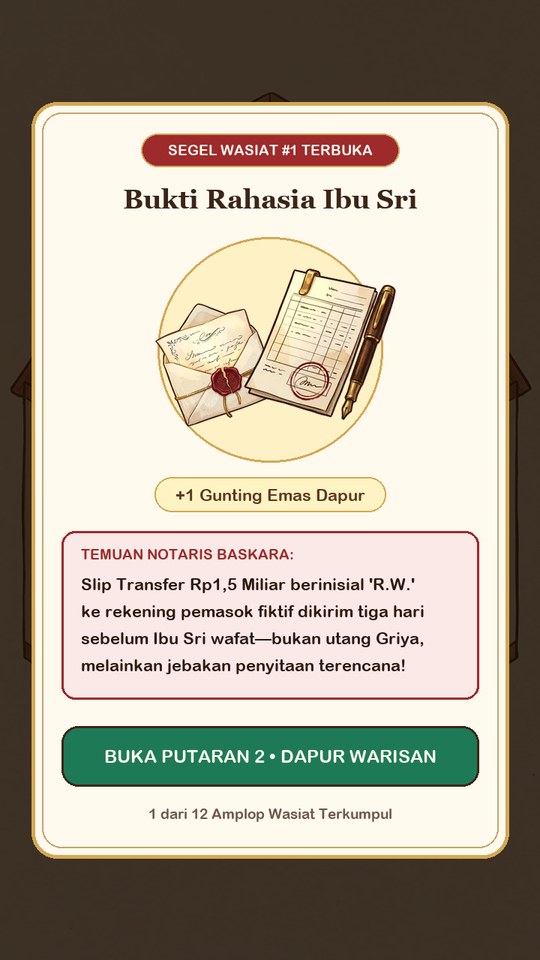 SEGEL WASIAT #1 TERBUKA
Bukti Rahasia Ibu Sri
+1 Gunting Emas Dapur
TEMUAN NOTARIS BASKARA:
Slip Transfer Rp1,5 Miliar berinisial 'R.W.'
ke rekening pemasok fiktif dikirim tiga hari
sebelum Ibu Sri wafat—bukan utang Griya,
melainkan jebakan penyitaan terencana!
BUKA PUTARAN 2 • DAPUR WARISAN
1 dari 12 Amplop Wasiat Terkumpul